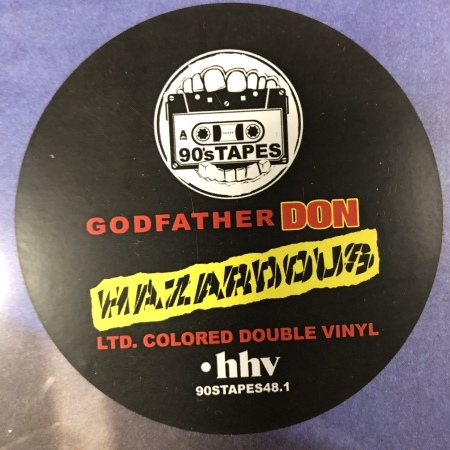 A
90'sTAPES
GODFATHER DON
HAZARDOUS
LTD. COLORED DOUBLE VINYL
•hhv
90STAPES48.1